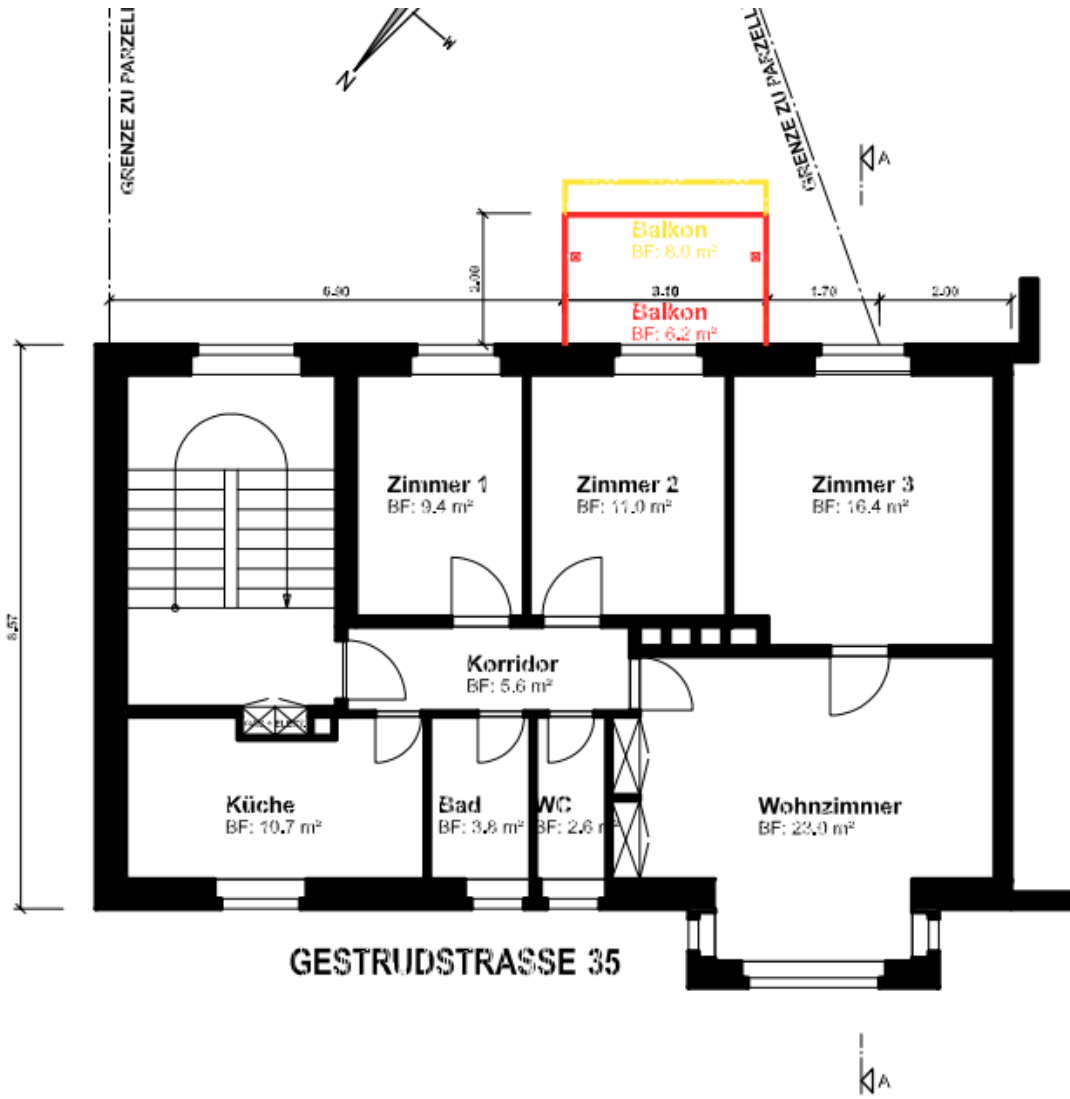 GRENZE ZU PARZELL
GRENZE ZU PARZELL
N
A
Balkon
BF: 8.0 m²
6.90
2.00
3.10
1.70
2.00
Balkon
BF: 6.2 m²
Zimmer 1
BF: 9.4 m²
Zimmer 2
BF: 11.0 m²
Zimmer 3
BF: 16.4 m²
8.57
Korridor
BF: 5.6 m²
Küche
BF: 10.7 m²
Bad
BF: 3.8 m²
WC
BF: 2.6 m
Wohnzimmer
BF: 23.0 m²
GESTRUDSTRASSE 35
A